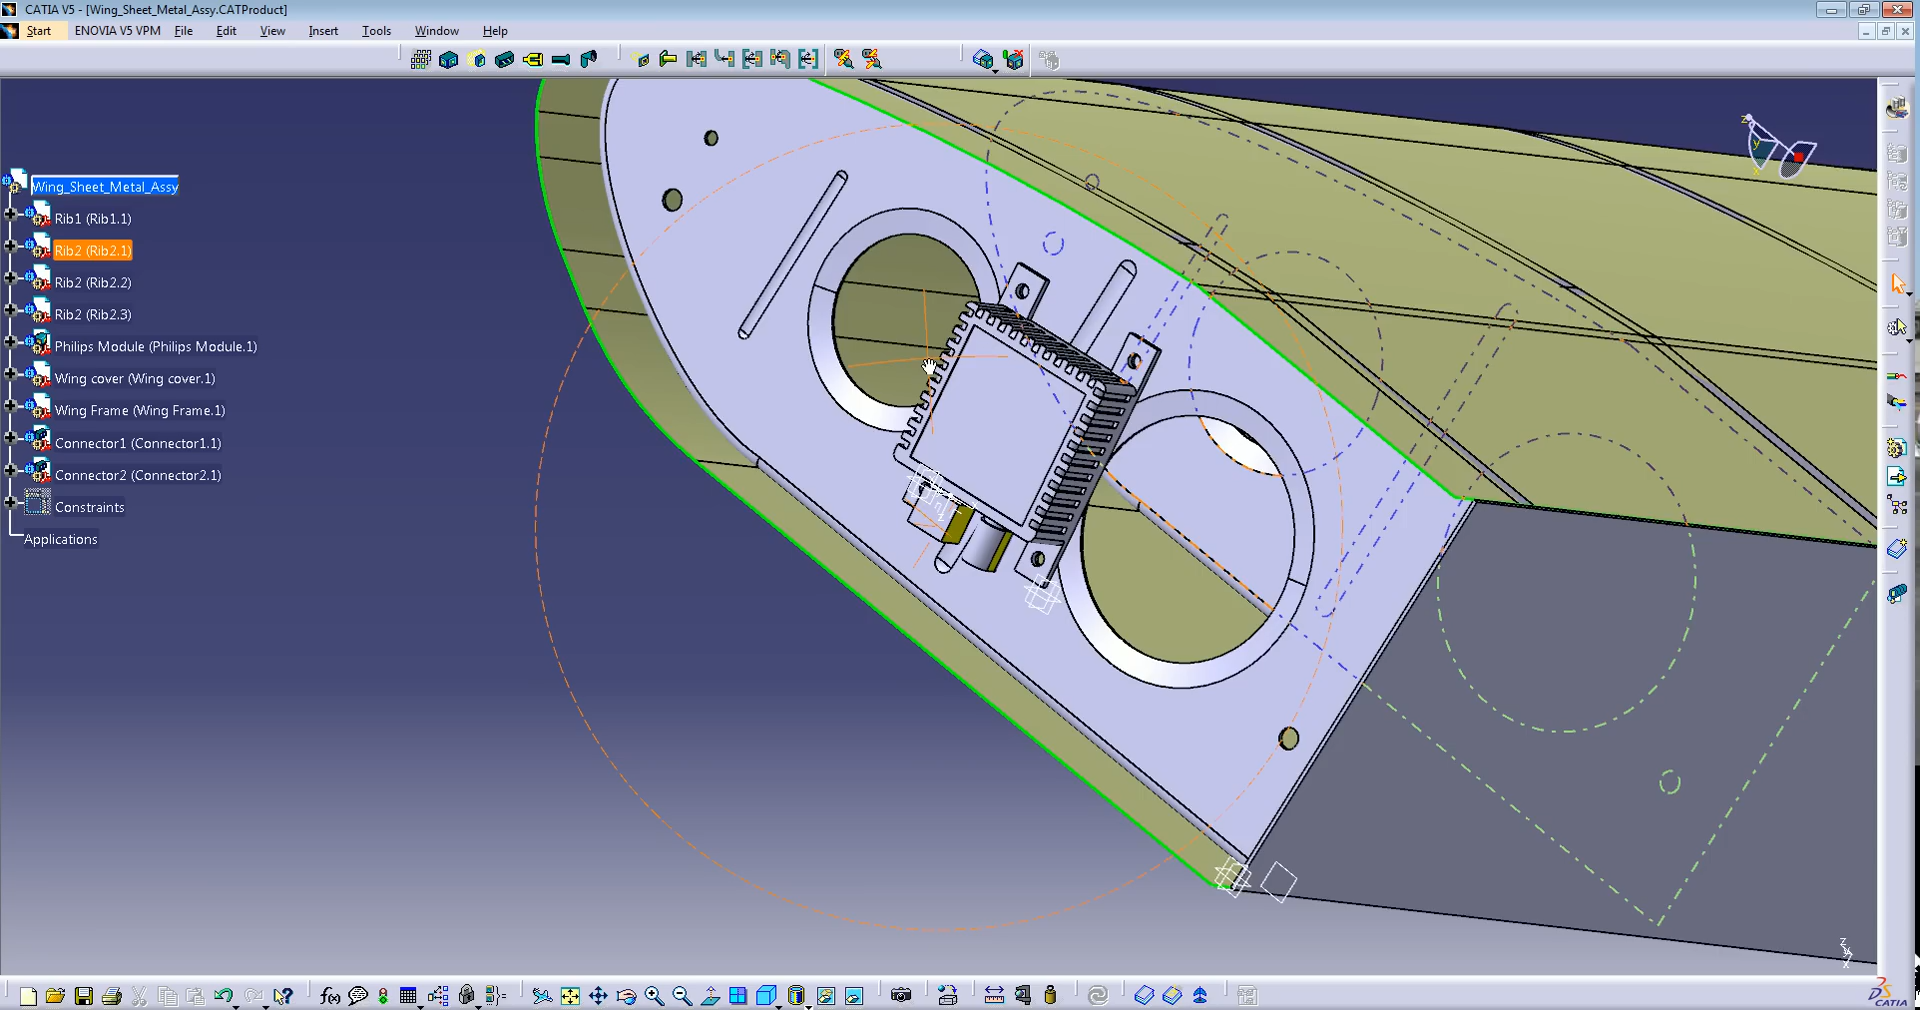 CATIA V5 - [Wing_Sheet_Metal_Assy.CATProduct]
Start ENOVIA V5 VPM File Edit View Insert Tools Window Help
Wing_Sheet_Metal_Assy
Rib1 (Rib1.1)
Rib2 (Rib2.1)
Rib2 (Rib2.2)
Rib2 (Rib2.3)
Philips Module (Philips Module.1)
Wing cover (Wing cover.1)
Wing Frame (Wing Frame.1)
Connector1 (Connector1.1)
Connector2 (Connector2.1)
Constraints
Applications
z
y
x
z
y
x
f(x)
CATIA